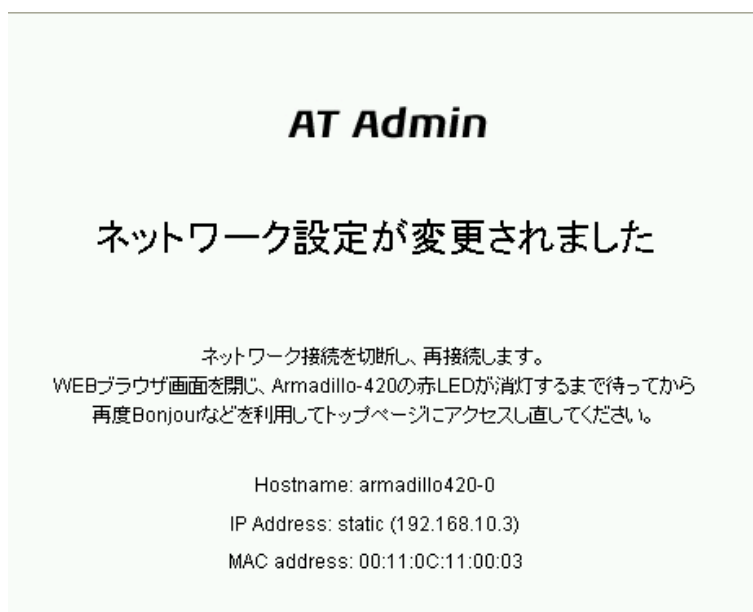 AT Admin
ネットワーク設定が変更されました
ネットワーク接続を切断し、再接続します。
WEBブラウザ画面を閉じ、Armadillo-420の赤LEDが消灯するまで待ってから
再度Bonjourなどを利用してトップページにアクセスし直してください。
Hostname: armadillo420-0
IP Address: static (192.168.10.3)
MAC address: 00:11:0C:11:00:03